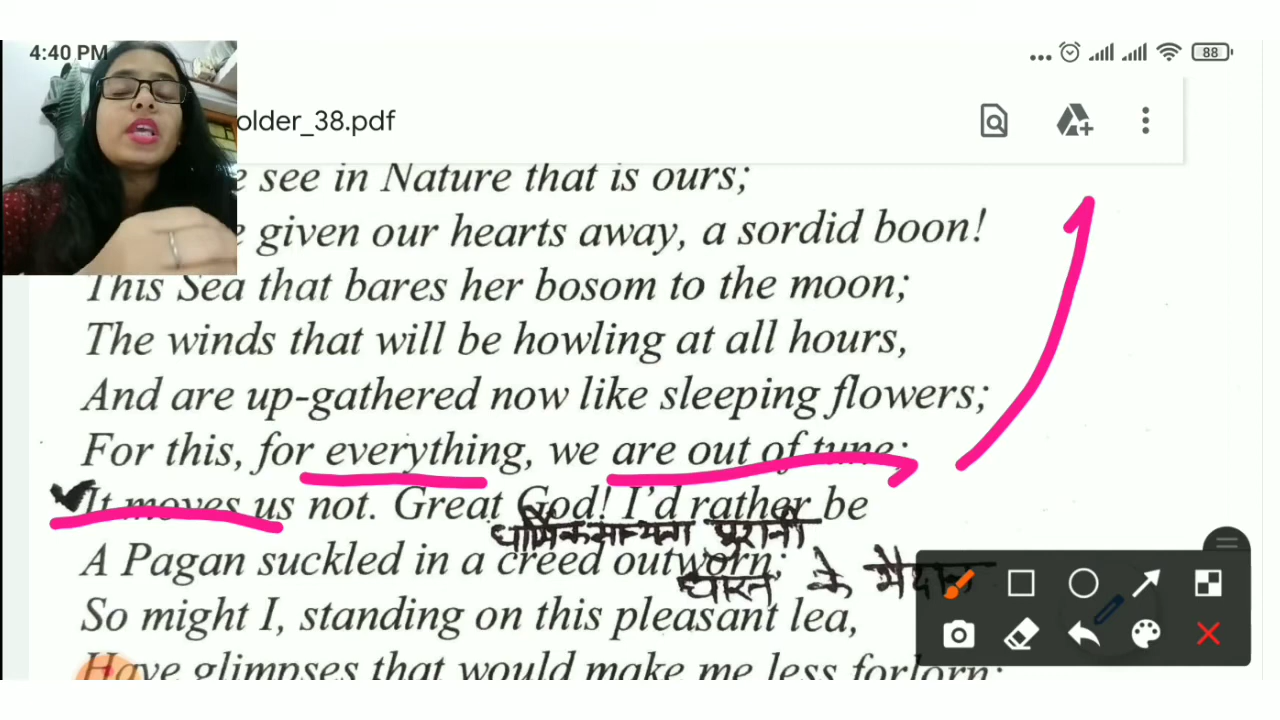 4:40 PM
88
older_38.pdf
see in Nature that is ours;
given our hearts away, a sordid boon!
This Sea that bares her bosom to the moon;
The winds that will be howling at all hours,
And are up-gathered now like sleeping flowers;
For this, for everything, we are out of tune;
It moves us not. Great God! I'd rather be
धार्मिक मान्यता पुरानी
A Pagan suckled in a creed outworn;
के मैदान
So might I, standing on this pleasant lea,
Have glimpses that would make me less forlorn;